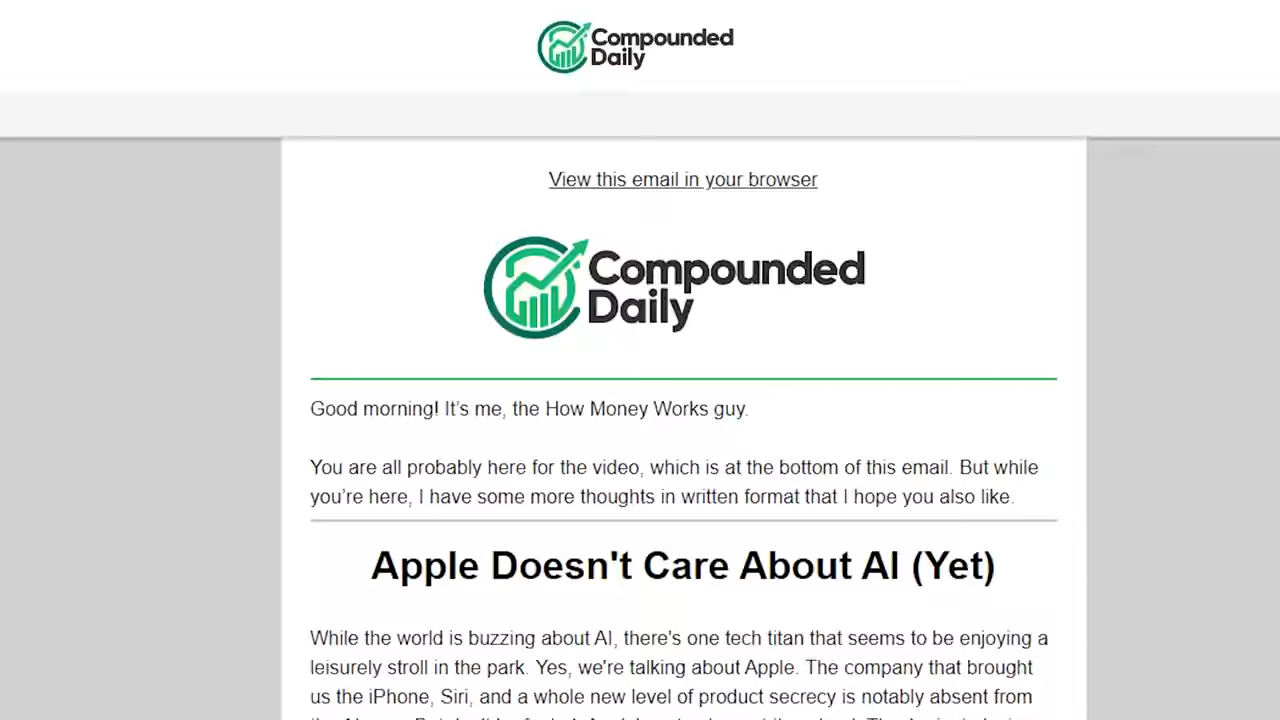 Compounded
Daily
View this email in your browser
Compounded
Daily
Good morning! It's me, the How Money Works guy.
You are all probably here for the video, which is at the bottom of this email. But while
you're here, I have some more thoughts in written format that I hope you also like.
Apple Doesn't Care About AI (Yet)
While the world is buzzing about AI, there's one tech titan that seems to be enjoying a
leisurely stroll in the park. Yes, we're talking about Apple. The company that brought
us the iPhone, Siri, and a whole new level of product secrecy is notably absent from